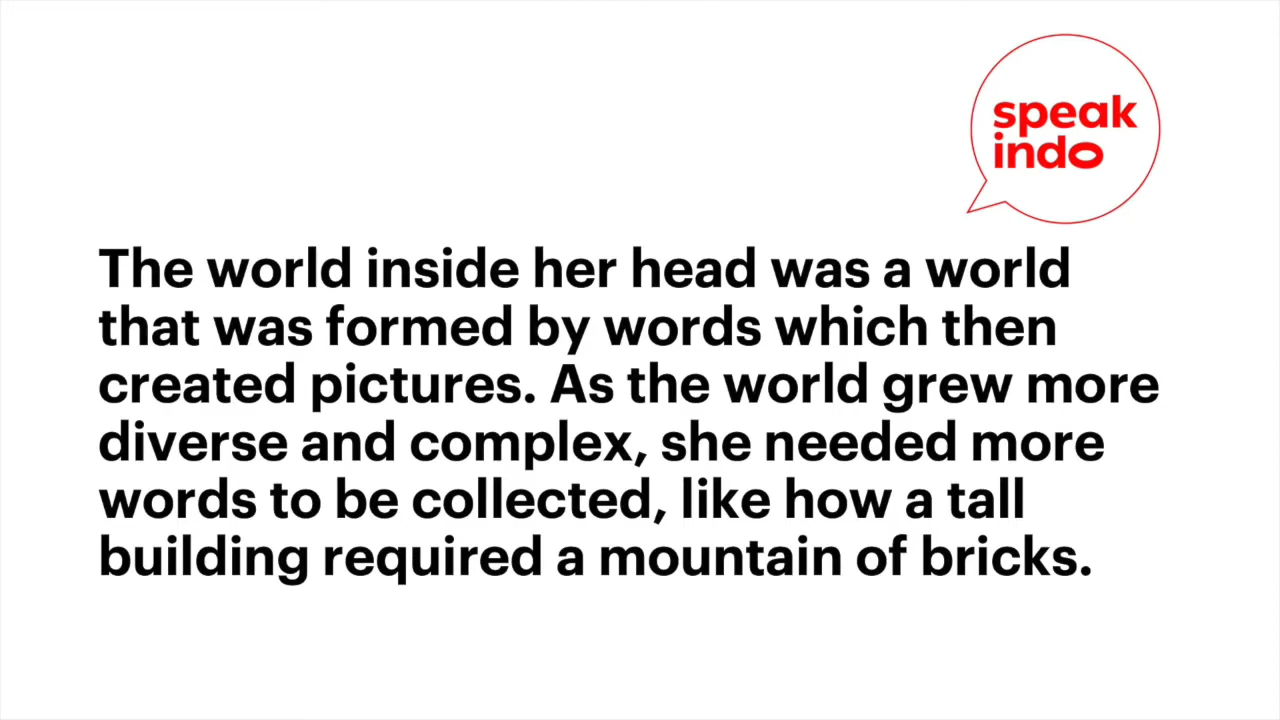 speak
indo
The world inside her head was a world
that was formed by words which then
created pictures. As the world grew more
diverse and complex, she needed more
words to be collected, like how a tall
building required a mountain of bricks.